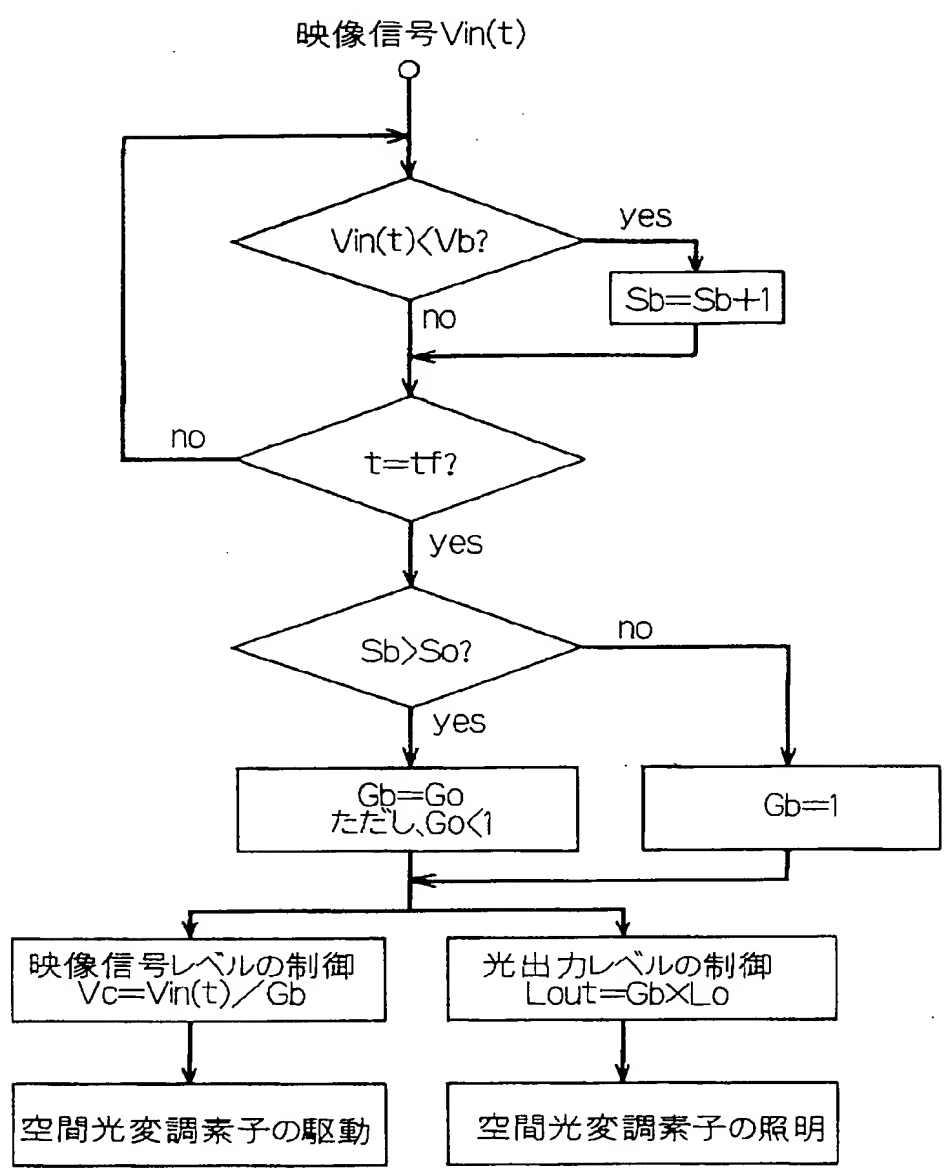 映像信号Vin(t)
Vin(t)<Vb?
yes
Sb=Sb+1
no
t=tf?
no
yes
Sb>So?
no
yes
Gb=Go
ただし、Go<1
Gb=1
映像信号レベルの制御
Vc=Vin(t)/Gb
光出力レベルの制御
Lout=Gb×Lo
空間光変調素子の駆動
空間光変調素子の照明